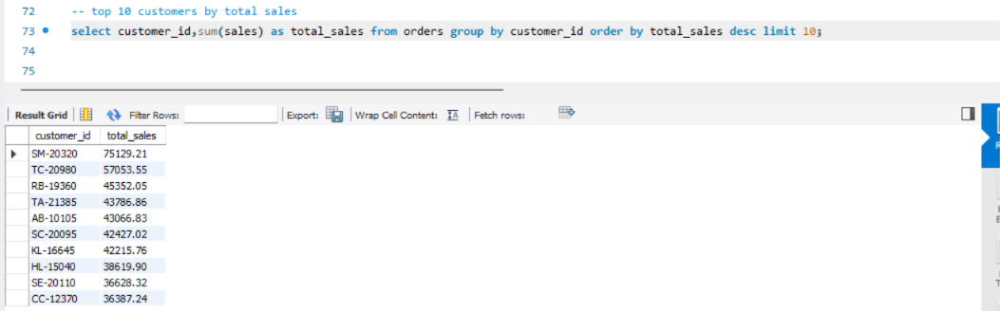 72 -- top 10 customers by total sales
73 select customer_id,sum(sales) as total_sales from orders group by customer_id order by total_sales desc limit 10;
74
75
Result Grid Filter Rows: Export: Wrap Cell Content: IA Fetch rows:
customer_id total_sales
SM-20320 75129.21
TC-20980 57053.55
RB-19360 45352.05
TA-21385 43786.86
AB-10105 43066.83
SC-20095 42427.02
KL-16645 42215.76
HL-15040 38619.90
SE-20110 36628.32
CC-12370 36387.24